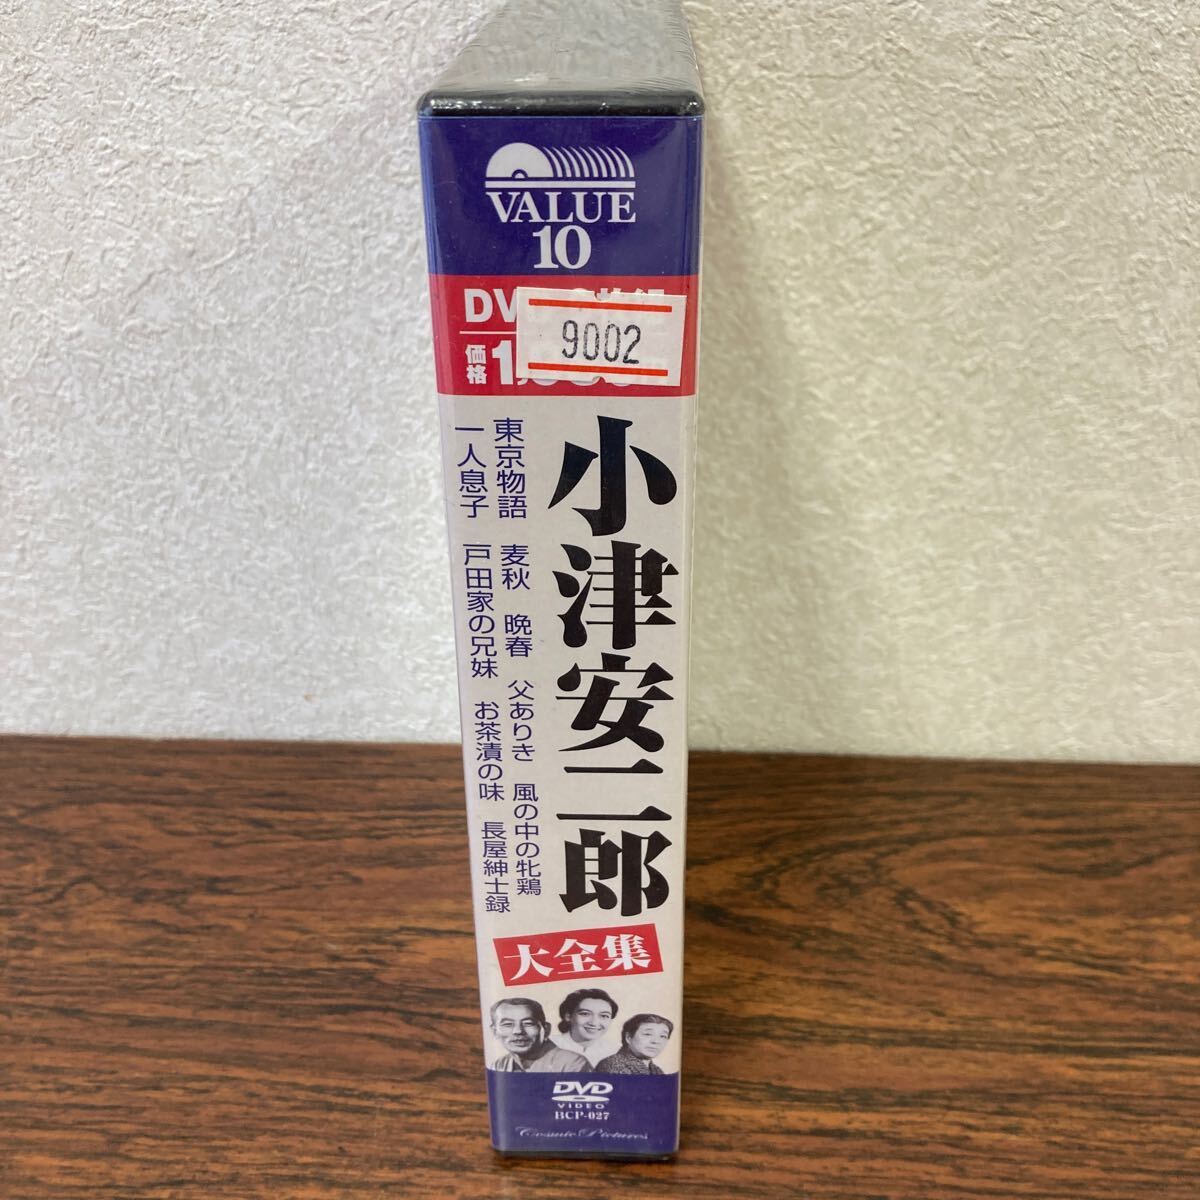 VALUE
10
DV
9002
価格 1,
小津安二郎
大全集
東京物語 麦秋 晩春 父ありき 風の中の牝鶏
一人息子 戸田家の兄妹 お茶漬の味 長屋紳士録
DVD
VIDEO
BCP-027
Cosmic Pictures